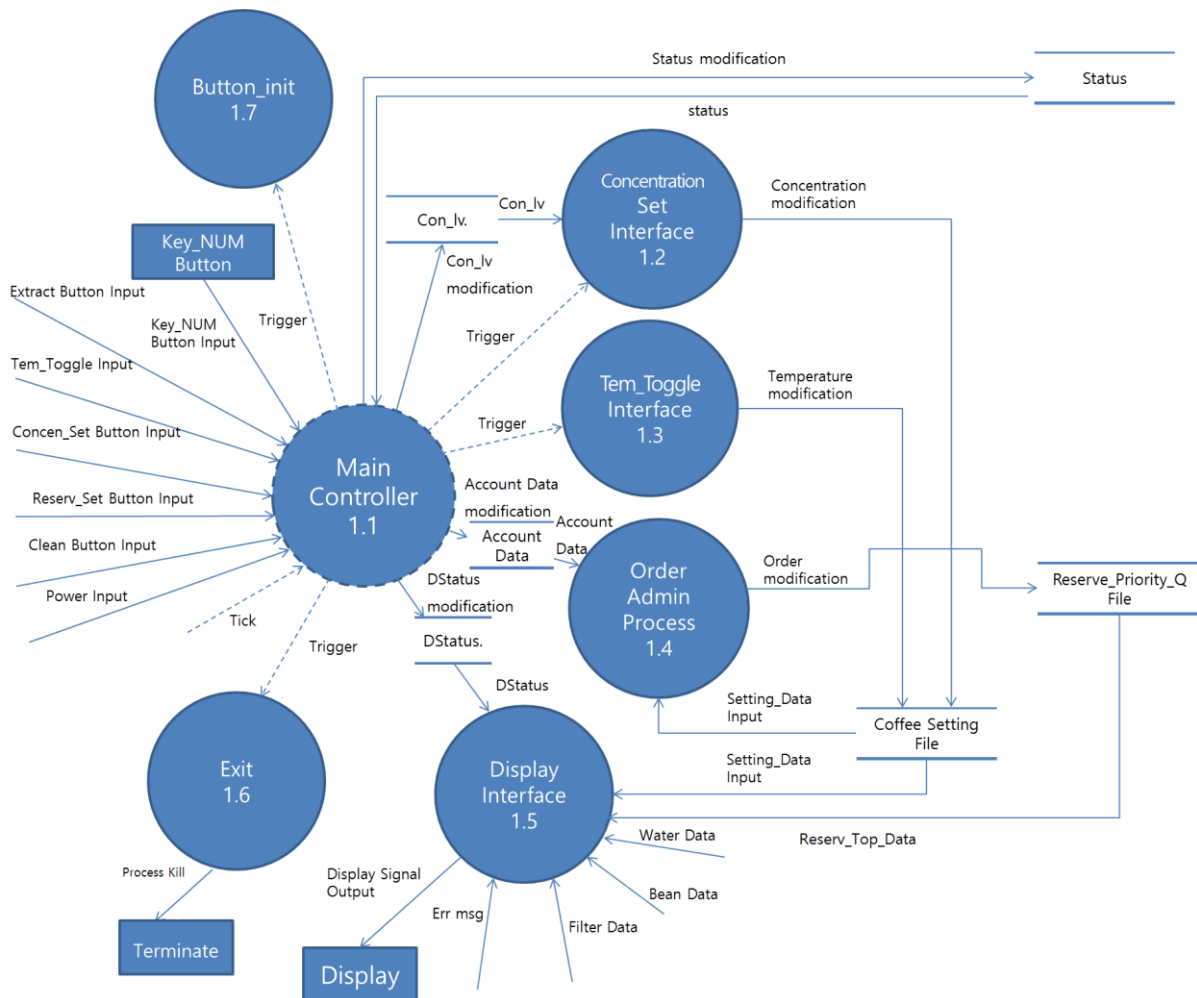 Button_init
1.7
Status modification
Status
status
Concentration
Set
Interface
1.2
Concentration
modification
Con_lv
Con_lv.
Con_lv
modification
Key_NUM
Button
Extract Button Input
Key_NUM
Button Input
Trigger
Trigger
Tem_Toggle Input
Tem_Toggle
Interface
1.3
Temperature
modification
Trigger
Concen_Set Button Input
Main
Controller
1.1
Reserv_Set Button Input
Account Data
modification
Account
Data
Account
Data
Clean Button Input
Power Input
Order
Admin
Process
1.4
Order
modification
Reserve_Priority_Q
File
DStatus
modification
Tick
DStatus.
Trigger
DStatus
Setting_Data
Input
Coffee Setting
File
Exit
1.6
Display
Interface
1.5
Setting_Data
Input
Water Data
Reserv_Top_Data
Process Kill
Display Signal
Output
Bean Data
Err msg
Filter Data
Terminate
Display